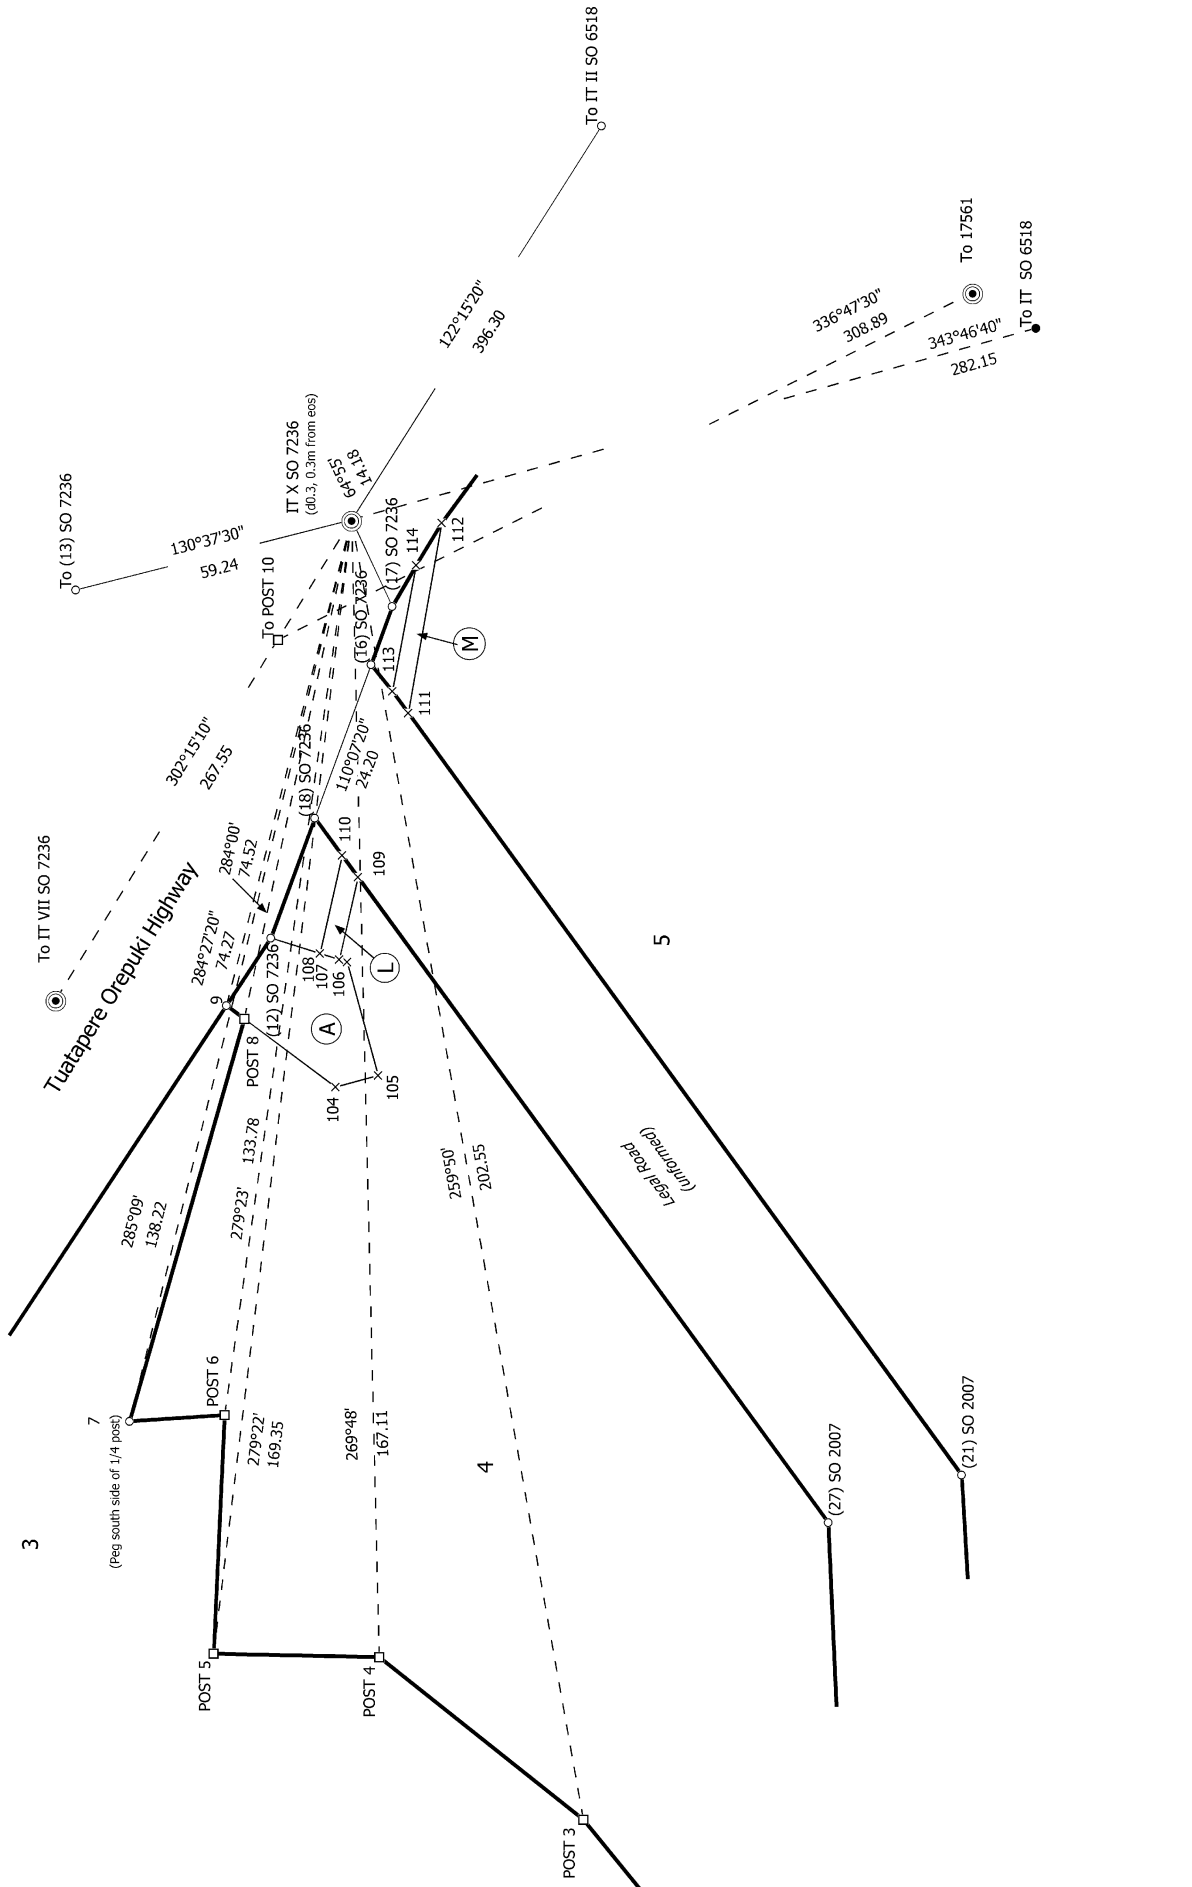 To IT II SO 6518
122°15'20"
396.30
To 17561
To IT SO 6518
336°47'30"
308.89
343°46'40"
282.15
IT X SO 7236
(d0.3, 0.3m from eos)
64°55'
14.18
To (13) SO 7236
130°37'30"
59.24
To POST 10
(17) SO 7236
(16) SO 7236
114
112
113
111
M
302°15'10"
267.55
To IT VII SO 7236
Tuatapere Orepuki Highway
(18) SO 7236
110°07'20"
24.20
110
109
284°00'
74.52
284°27'20"
74.27
9
(12) SO 7236
108
107
106
L
A
POST 8
104
105
5
133.78
279°23'
285°09'
138.22
259°50'
202.55
Legal Road
(unformed)
7
(Peg south side of 1/4 post)
POST 6
279°22'
169.35
269°48'
167.11
4
3
(27) SO 2007
(21) SO 2007
POST 5
POST 4
POST 3